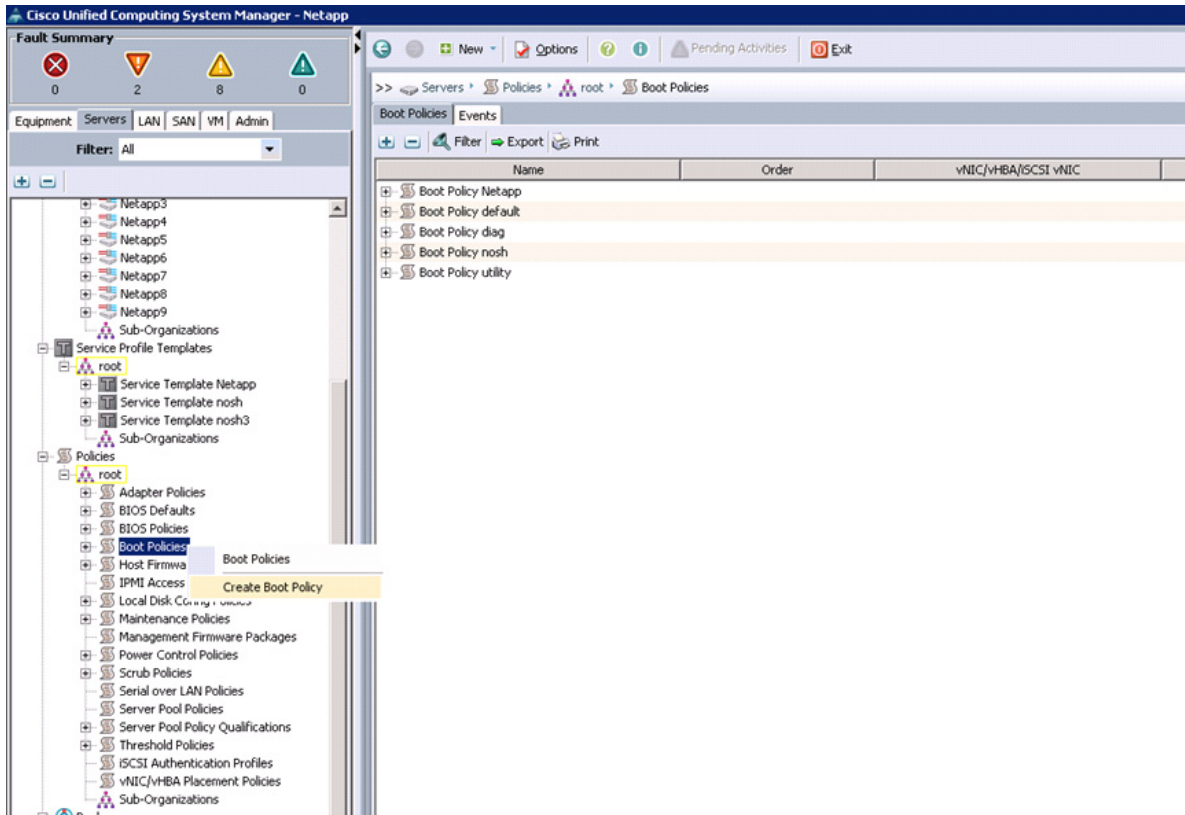 Cisco Unified Computing System Manager - Netapp
Fault Summary
0 2 8 0
Equipment Servers LAN SAN VM Admin
Filter: All
Netapp3
Netapp4
Netapp5
Netapp6
Netapp7
Netapp8
Netapp9
Sub-Organizations
Service Profile Templates
root
Service Template Netapp
Service Template nosh
Service Template nosh3
Sub-Organizations
Policies
root
Adapter Policies
BIOS Defaults
BIOS Policies
Boot Policies
Host Firmwa
IPMI Access
Local Disk Config Policies
Maintenance Policies
Management Firmware Packages
Power Control Policies
Scrub Policies
Serial over LAN Policies
Server Pool Policies
Server Pool Policy Qualifications
Threshold Policies
iSCSI Authentication Profiles
vNIC/vHBA Placement Policies
Sub-Organizations
Boot Policies
Create Boot Policy
New Options Pending Activities Exit
>> Servers Policies root Boot Policies
Boot Policies Events
Filter Export Print
Name Order vNIC/vHBA/iSCSI vNIC
Boot Policy Netapp
Boot Policy default
Boot Policy diag
Boot Policy nosh
Boot Policy utility